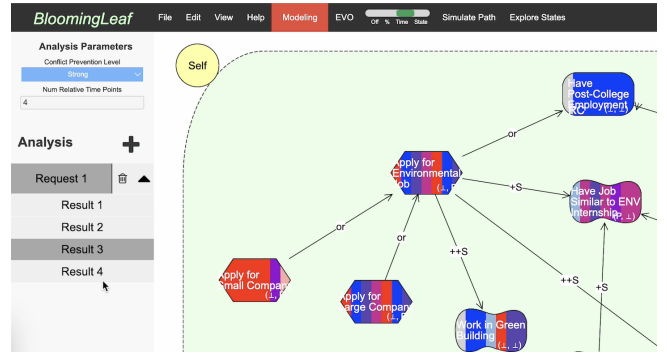 BloomingLeaf
File Edit View Help Modeling EVO Off % Time State Simulate Path Explore States
Analysis Parameters
Conflict Prevention Level
Strong
Num Relative Time Points
4
Analysis
Request 1
Result 1
Result 2
Result 3
Result 4
Self
Have
Post-College
Employment
(⊥, ⊥)
or
Apply for
Environmental
Job
(⊥,
+S
Have Job
Similar to ENV
Internship
(P, ⊥)
or
or
++S
++S
+S
Apply for
Small Company
(⊥,
Apply for
Large Company
(⊥,
Work in Green
Building
(⊥, ⊥)